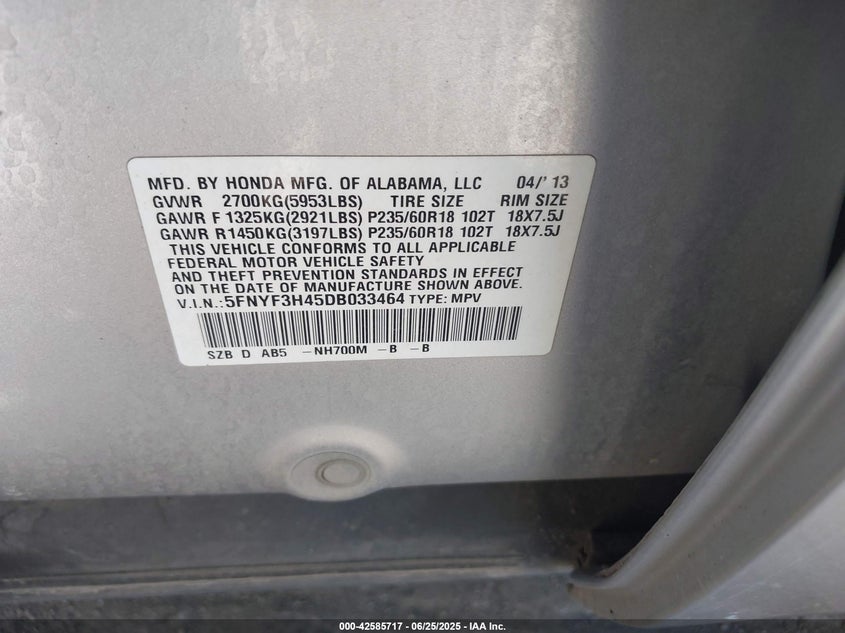 MFD. BY HONDA MFG. OF ALABAMA, LLC 04/' 13
GVWR 2700KG(5953LBS) TIRE SIZE RIM SIZE
GAWR F 1325KG(2921LBS) P235/60R18 102T 18X7.5J
GAWR R1450KG(3197LBS) P235/60R18 102T 18X7.5J
THIS VEHICLE CONFORMS TO ALL APPLICABLE
FEDERAL MOTOR VEHICLE SAFETY
AND THEFT PREVENTION STANDARDS IN EFFECT
ON THE DATE OF MANUFACTURE SHOWN ABOVE.
V.I.N.:5FNYF3H45DB033464 TYPE: MPV
SZB D AB5 -NH700M -B -B
000-42585717 - 06/25/2025 - IAA Inc.